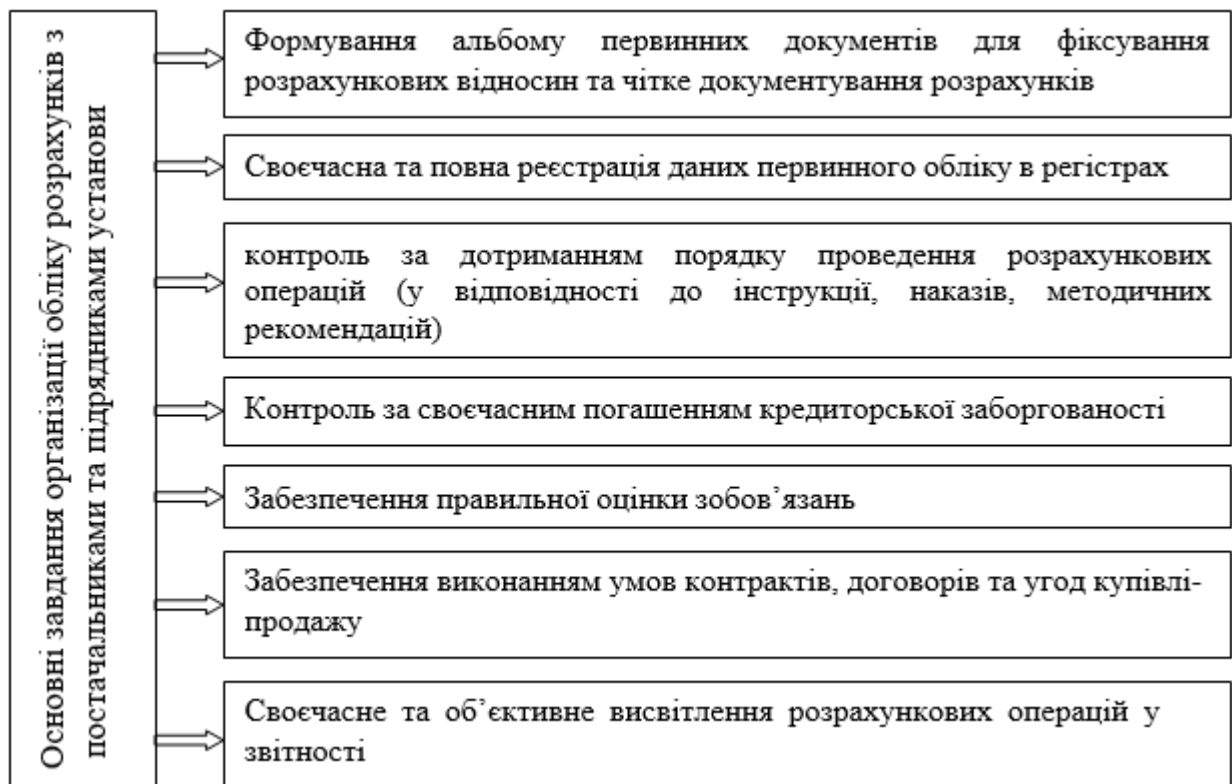 Основні завдання організації обліку розрахунків з
постачальниками та підрядниками установи
Формування альбому первинних документів для фіксування
розрахункових відносин та чітке документування розрахунків
Своєчасна та повна реєстрація даних первинного обліку в регістрах
контроль за дотриманням порядку проведення розрахункових
операцій (у відповідності до інструкції, наказів, методичних
рекомендацій)
Контроль за своєчасним погашенням кредиторської заборгованості
Забезпечення правильної оцінки зобов’язань
Забезпечення виконанням умов контрактів, договорів та угод купівлі-
продажу
Своєчасне та об’єктивне висвітлення розрахункових операцій у
звітності